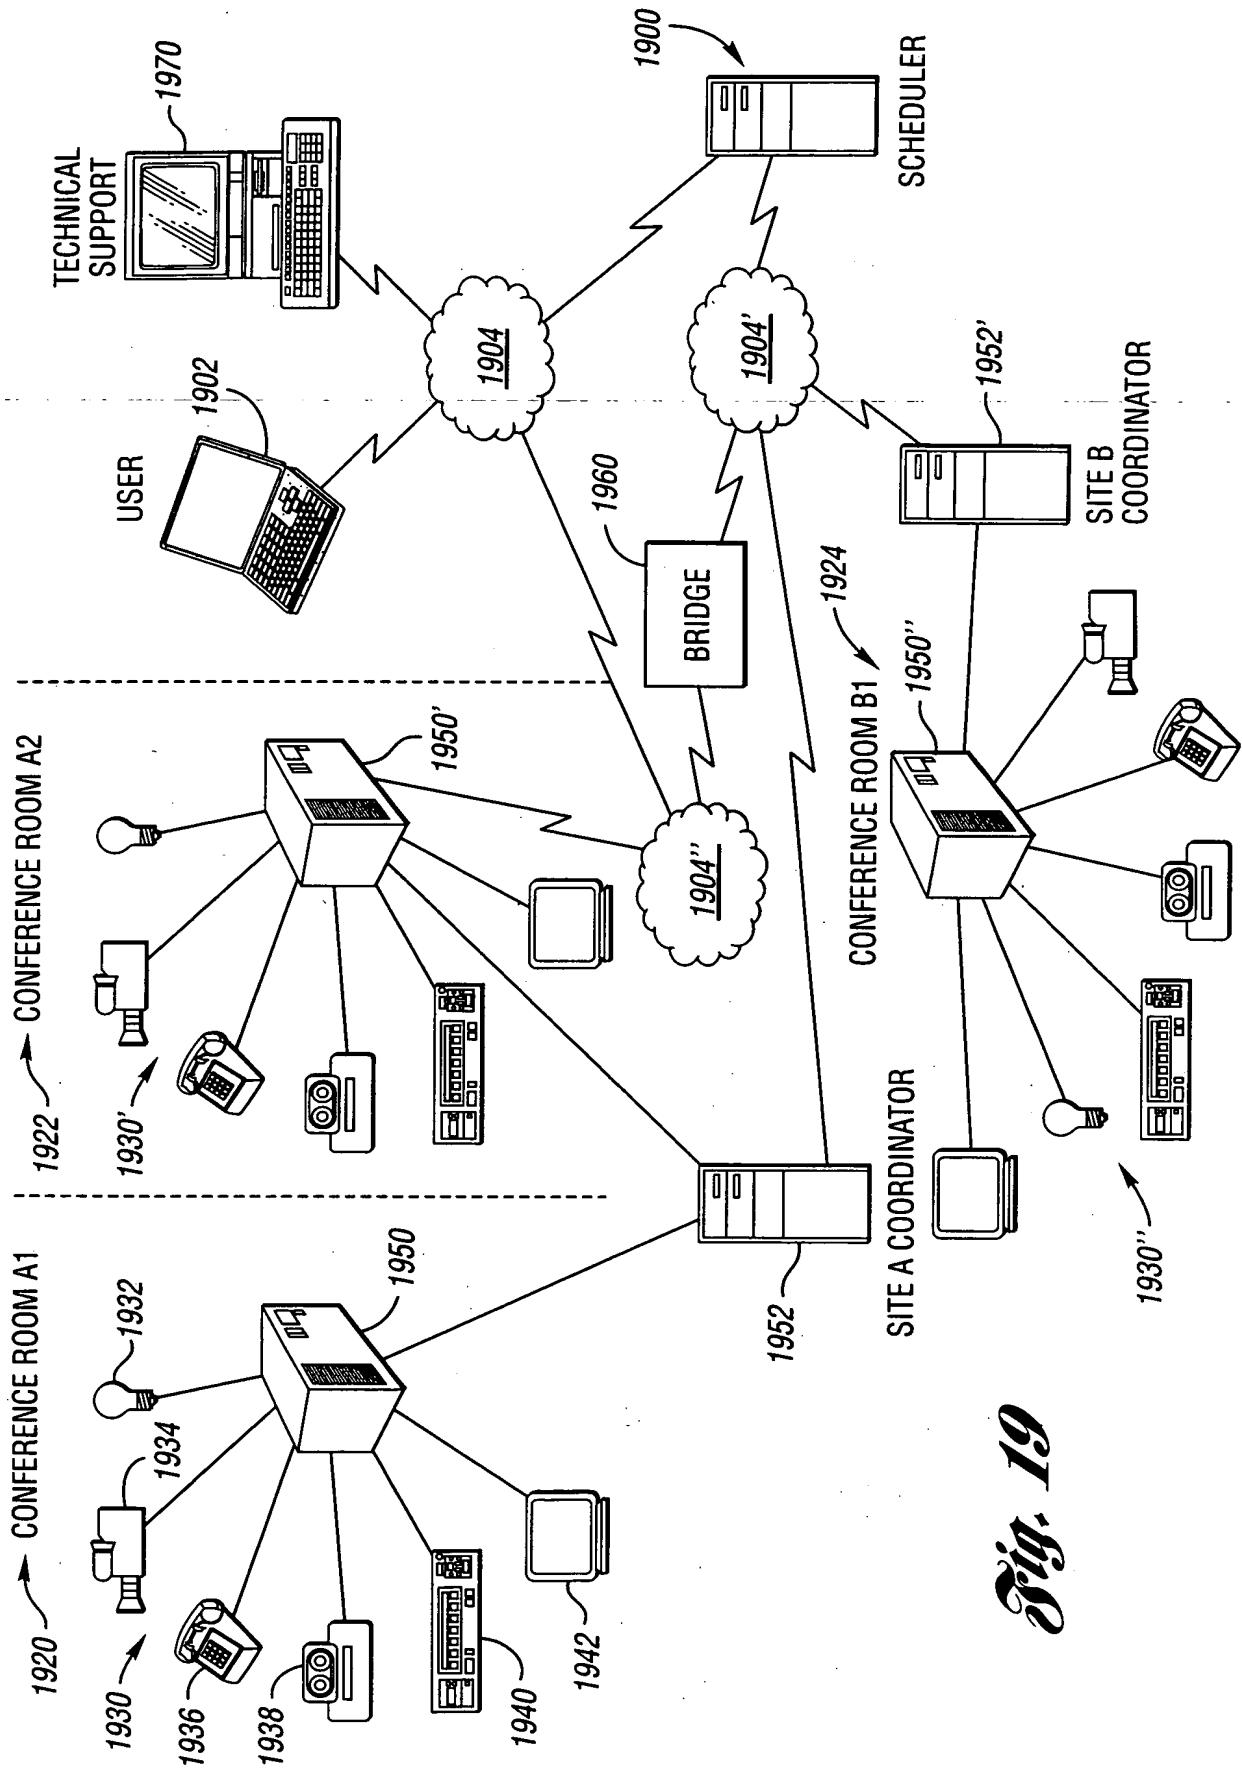 1920
CONFERENCE ROOM A1
1930
1934
1932
1936
1938
1940
1942
1950
1922
CONFERENCE ROOM A2
1930'
1950'
USER
1902
TECHNICAL
SUPPORT
1970
1904
1904''
BRIDGE
1960
1904'
1900
SCHEDULER
1952
SITE A COORDINATOR
CONFERENCE ROOM B1
1924
1950''
1930''
1952'
SITE B
COORDINATOR
Fig. 19